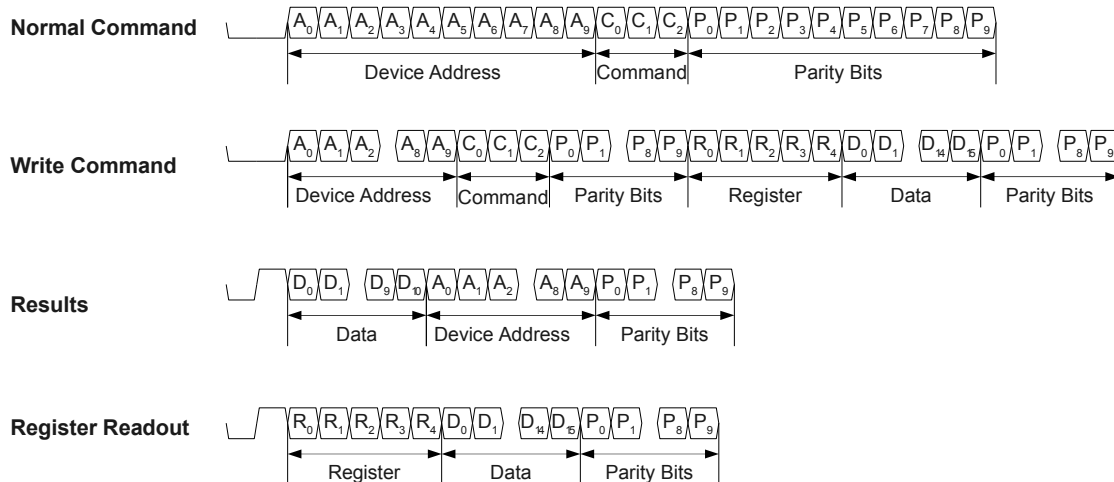 Normal Command A₀ A₁ A₂ A₃ A₄ A₅ A₆ A₇ A₈ A₉ C₀ C₁ C₂ P₀ P₁ P₂ P₃ P₄ P₅ P₆ P₇ P₈ P₉
Device Address Command Parity Bits
Write Command A₀ A₁ A₂ A₈ A₉ C₀ C₁ C₂ P₀ P₁ P₈ P₉ R₀ R₁ R₂ R₃ R₄ D₀ D₁ D₁₄ D₁₅ P₀ P₁ P₈ P₉
Device Address Command Parity Bits Register Data Parity Bits
Results D₀ D₁ D₉ D₁₀ A₀ A₁ A₂ A₈ A₉ P₀ P₁ P₈ P₉
Data Device Address Parity Bits
Register Readout R₀ R₁ R₂ R₃ R₄ D₀ D₁ D₁₄ D₁₅ P₀ P₁ P₈ P₉
Register Data Parity Bits